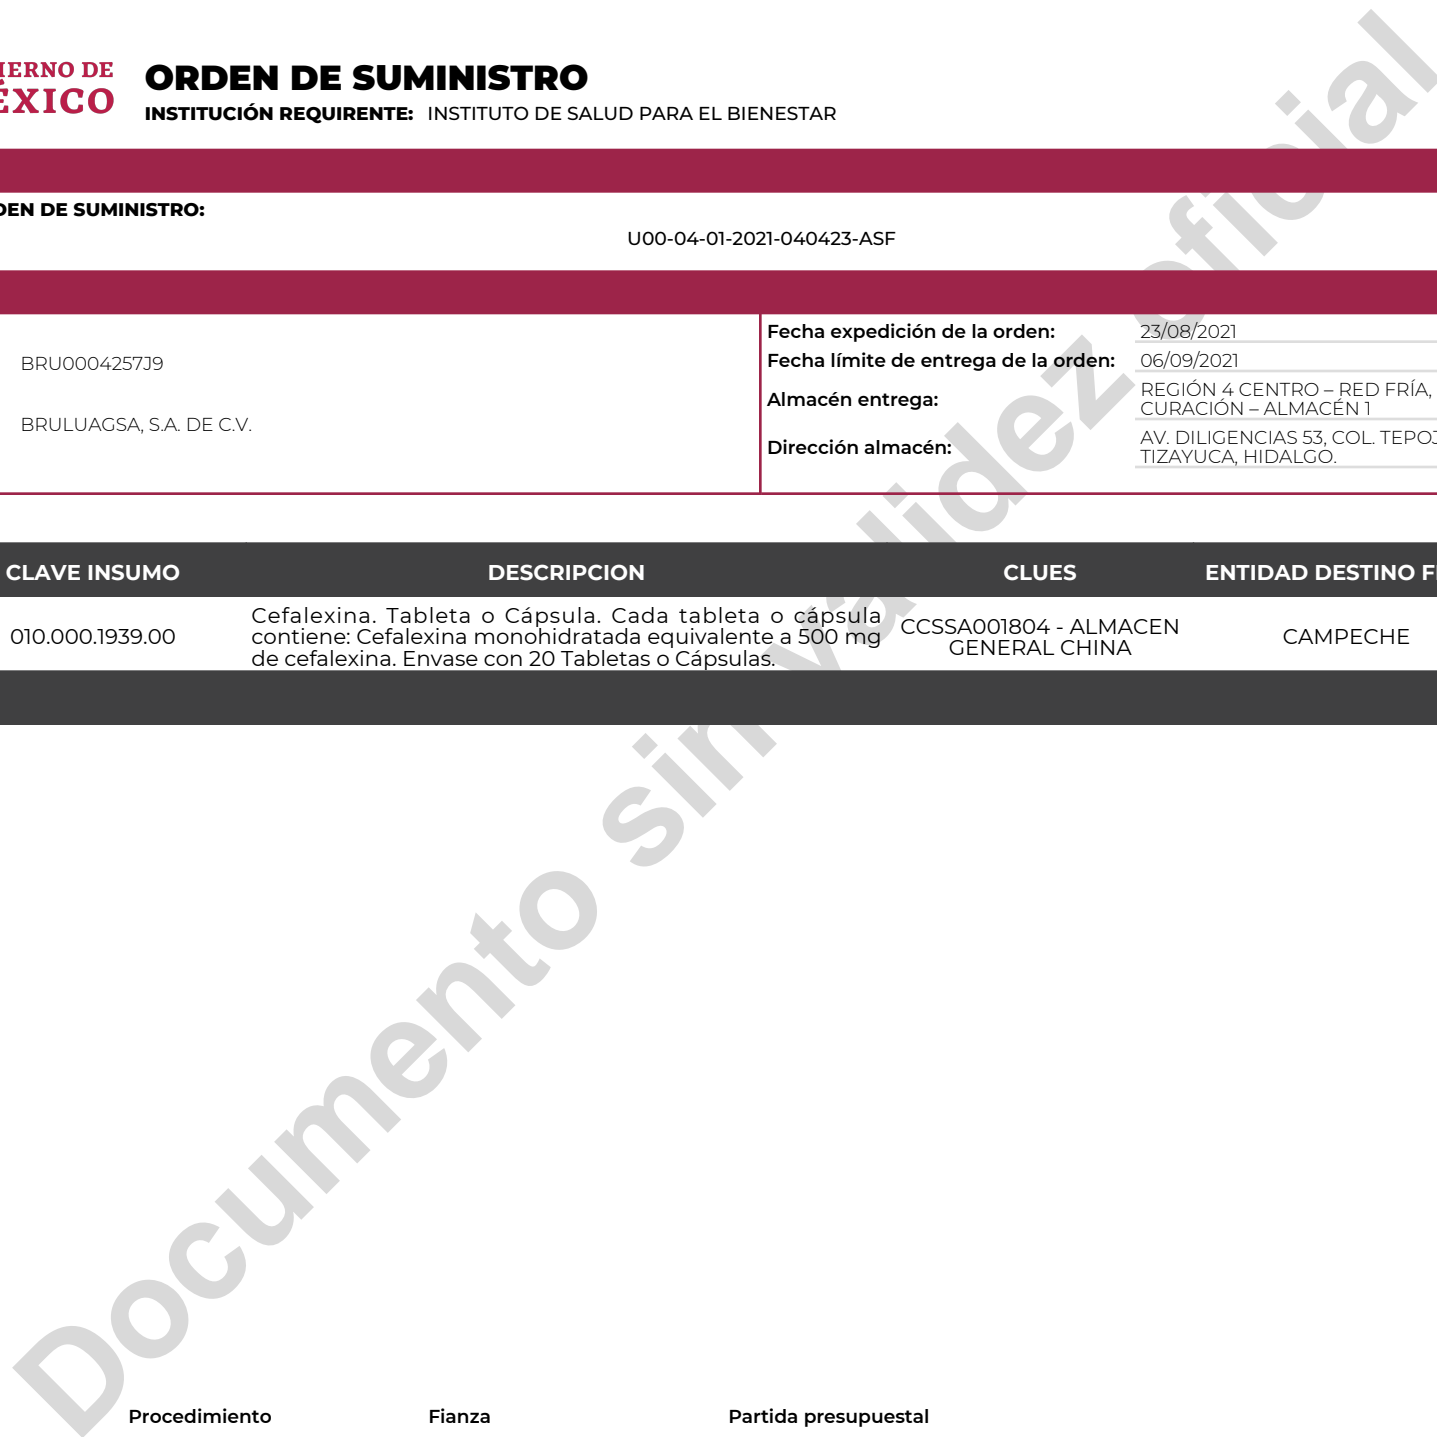 IERNO DE
ÉXICO
ORDEN DE SUMINISTRO
INSTITUCIÓN REQUIRENTE: INSTITUTO DE SALUD PARA EL BIENESTAR
DEN DE SUMINISTRO:
U00-04-01-2021-040423-ASF
BRU0004257J9
BRULUAGSA, S.A. DE C.V.
Fecha expedición de la orden: 23/08/2021
Fecha límite de entrega de la orden: 06/09/2021
Almacén entrega: REGIÓN 4 CENTRO – RED FRÍA,
CURACIÓN – ALMACÉN 1
Dirección almacén: AV. DILIGENCIAS 53, COL. TEPOJ
TIZAYUCA, HIDALGO.
CLAVE INSUMO DESCRIPCION CLUES ENTIDAD DESTINO FI
010.000.1939.00
Cefalexina. Tableta o Cápsula. Cada tableta o cápsula
contiene: Cefalexina monohidratada equivalente a 500 mg
de cefalexina. Envase con 20 Tabletas o Cápsulas.
CCSSA001804 - ALMACEN
GENERAL CHINA
CAMPECHE
Documento sin validez oficial
Procedimiento Fianza Partida presupuestal